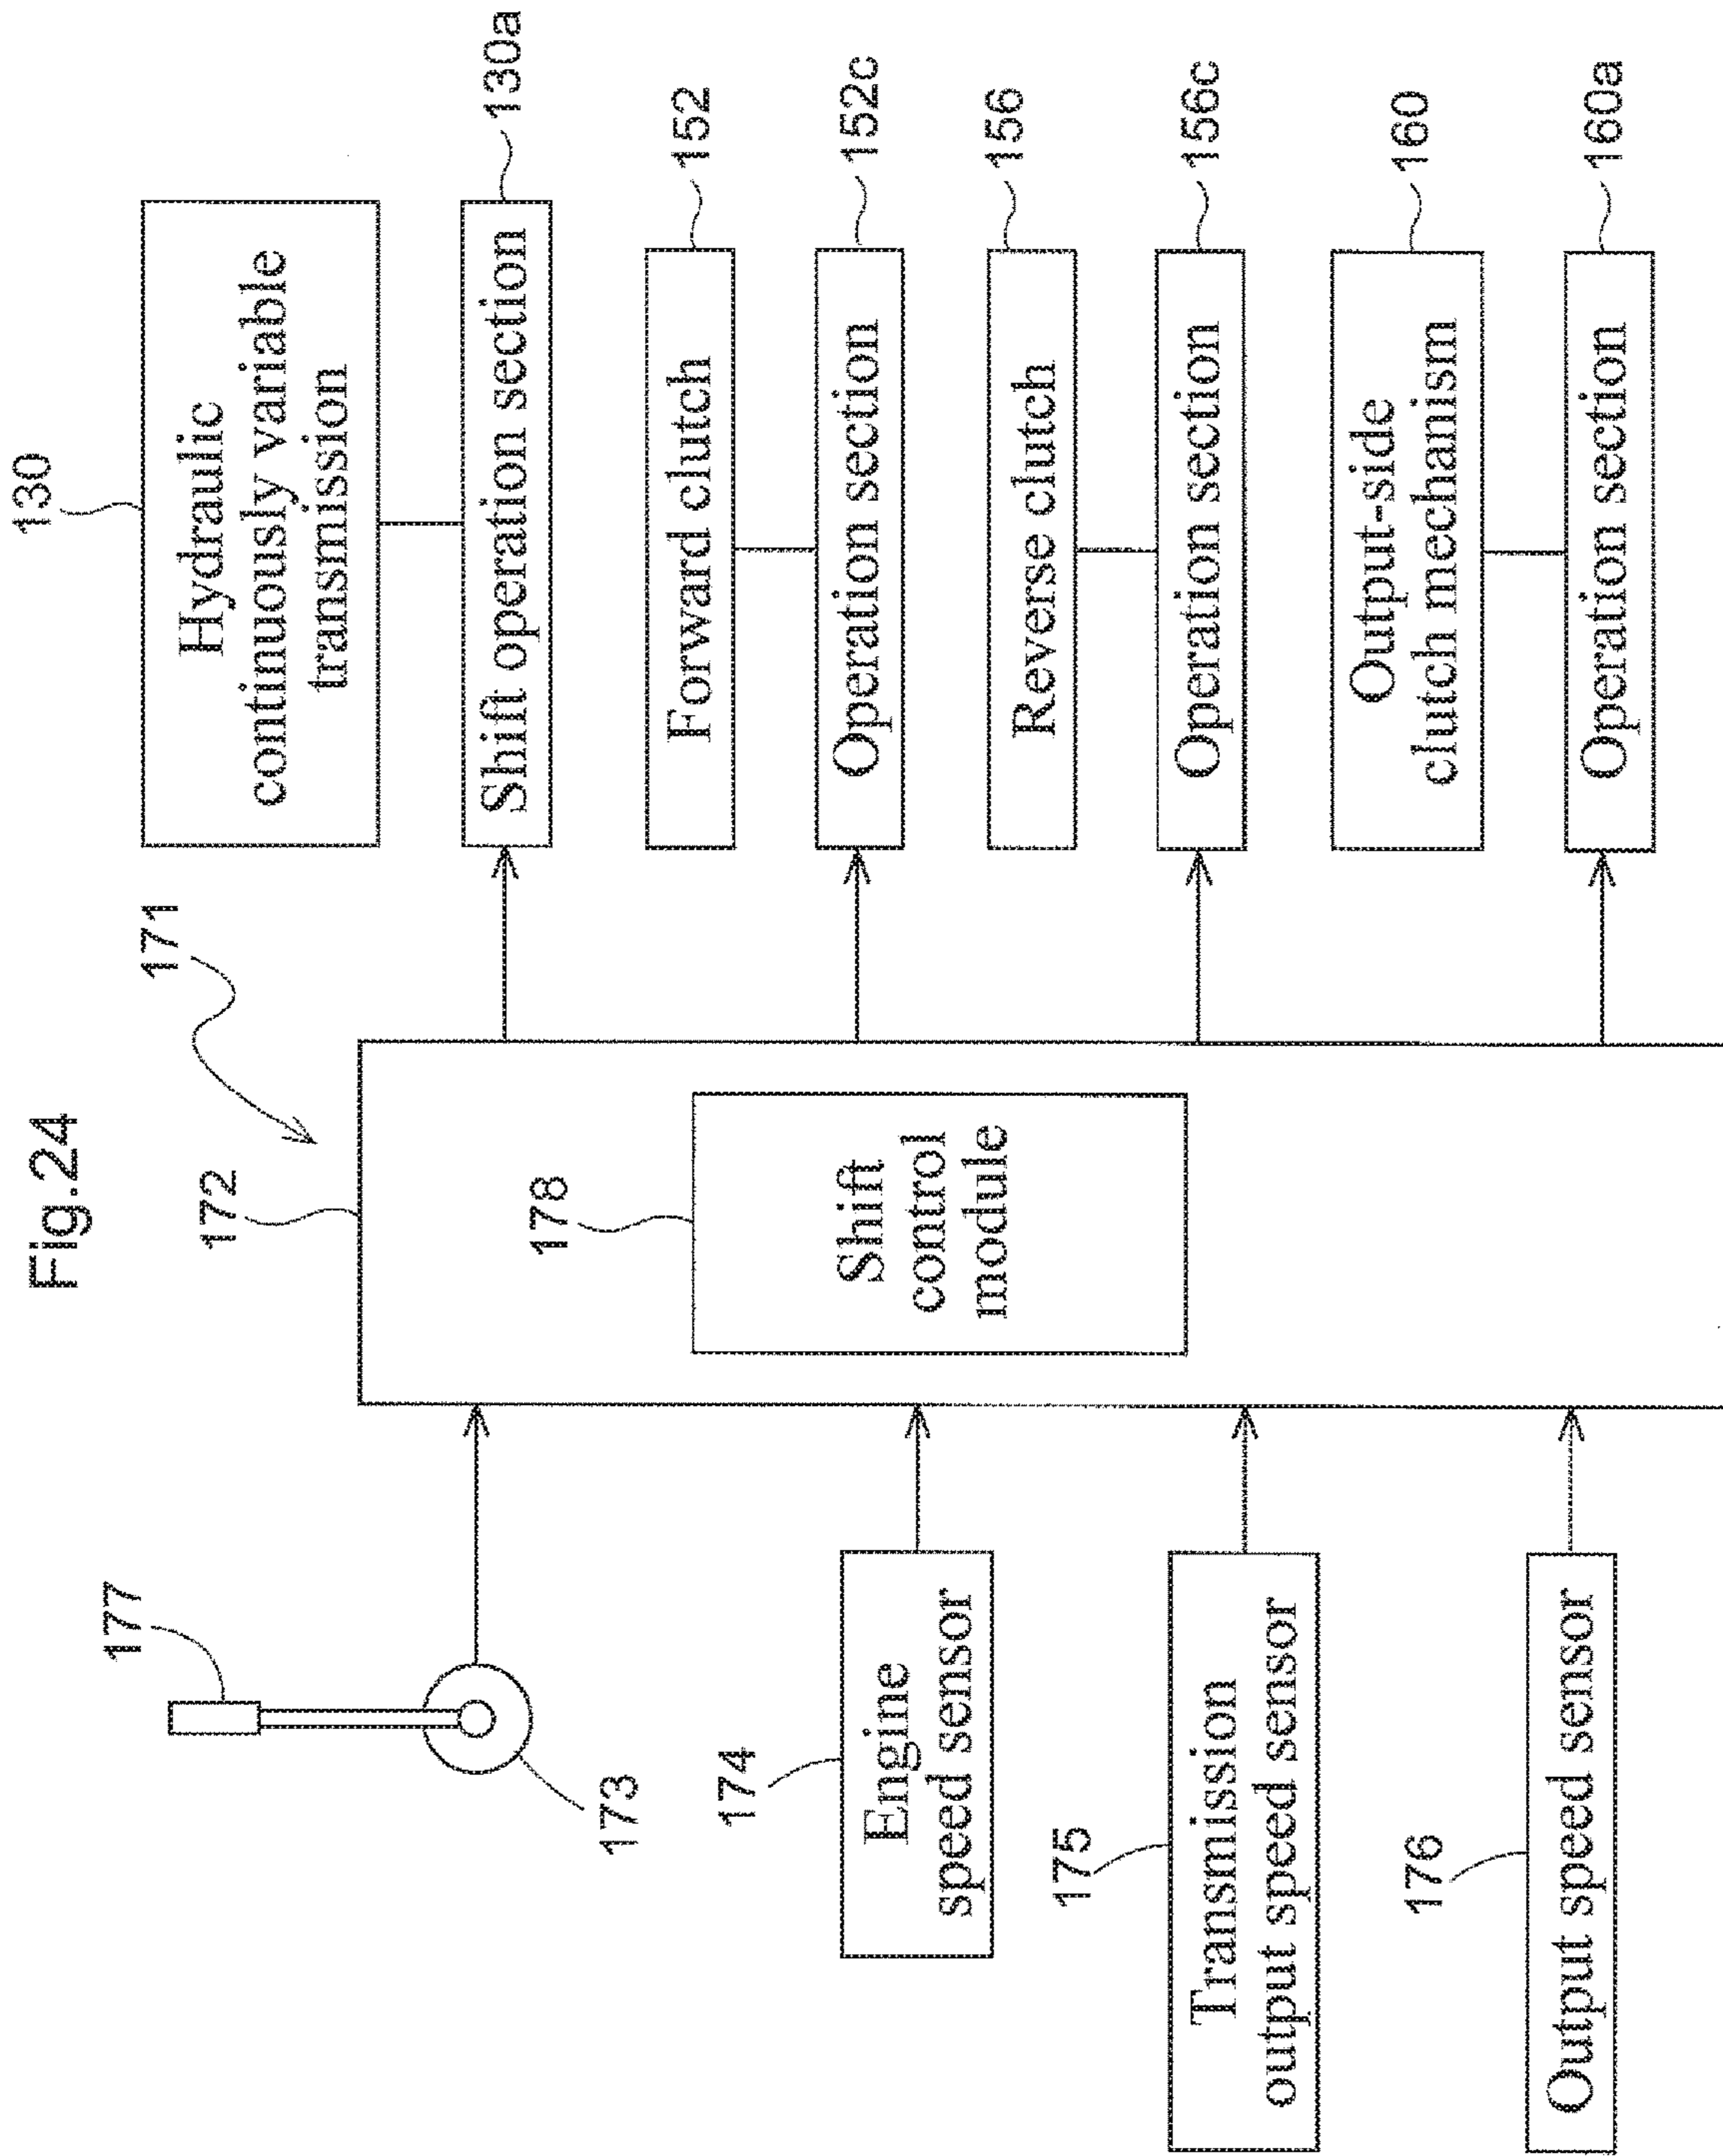 Fig.24
171
172
178
Shift
control
module
177
173
174
Engine
speed sensor
175
Transmission
output speed sensor
176
Output speed sensor
130
Hydraulic
continuously variable
transmission
Shift operation section
130a
Forward clutch
152
Operation section
152c
Reverse clutch
156
Operation section
156c
Output-side
clutch mechanism
160
Operation section
160a